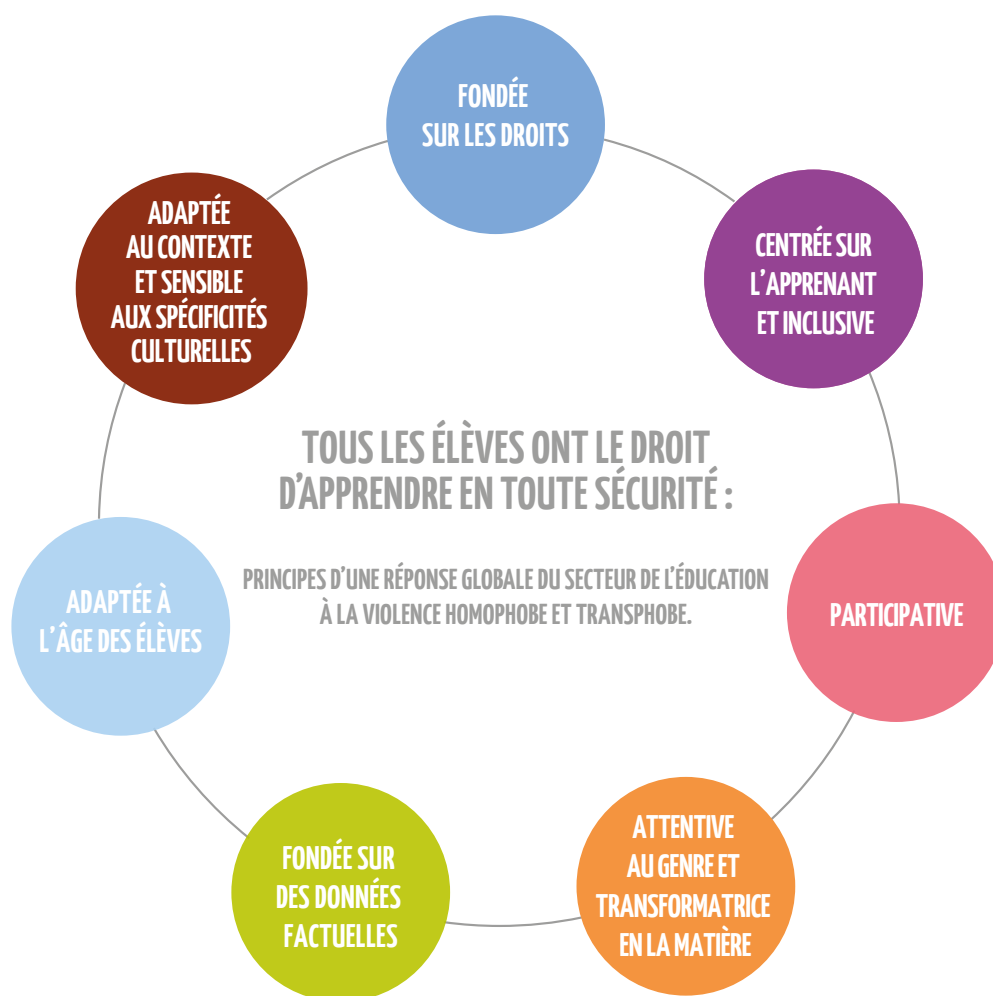 FONDÉE
SUR LES DROITS
CENTRÉE SUR
L'APPRENANT
ET INCLUSIVE
PARTICIPATIVE
ATTENTIVE
AU GENRE ET
TRANSFORMATRICE
EN LA MATIÈRE
FONDÉE SUR
DES DONNÉES
FACTUELLES
ADAPTÉE À
L'ÂGE DES ÉLÈVES
ADAPTÉE
AU CONTEXTE
ET SENSIBLE
AUX SPÉCIFICITÉS
CULTURELLES
TOUS LES ÉLÈVES ONT LE DROIT
D'APPRENDRE EN TOUTE SÉCURITÉ :
PRINCIPES D'UNE RÉPONSE GLOBALE DU SECTEUR DE L'ÉDUCATION
À LA VIOLENCE HOMOPHOBE ET TRANSPHOBE.